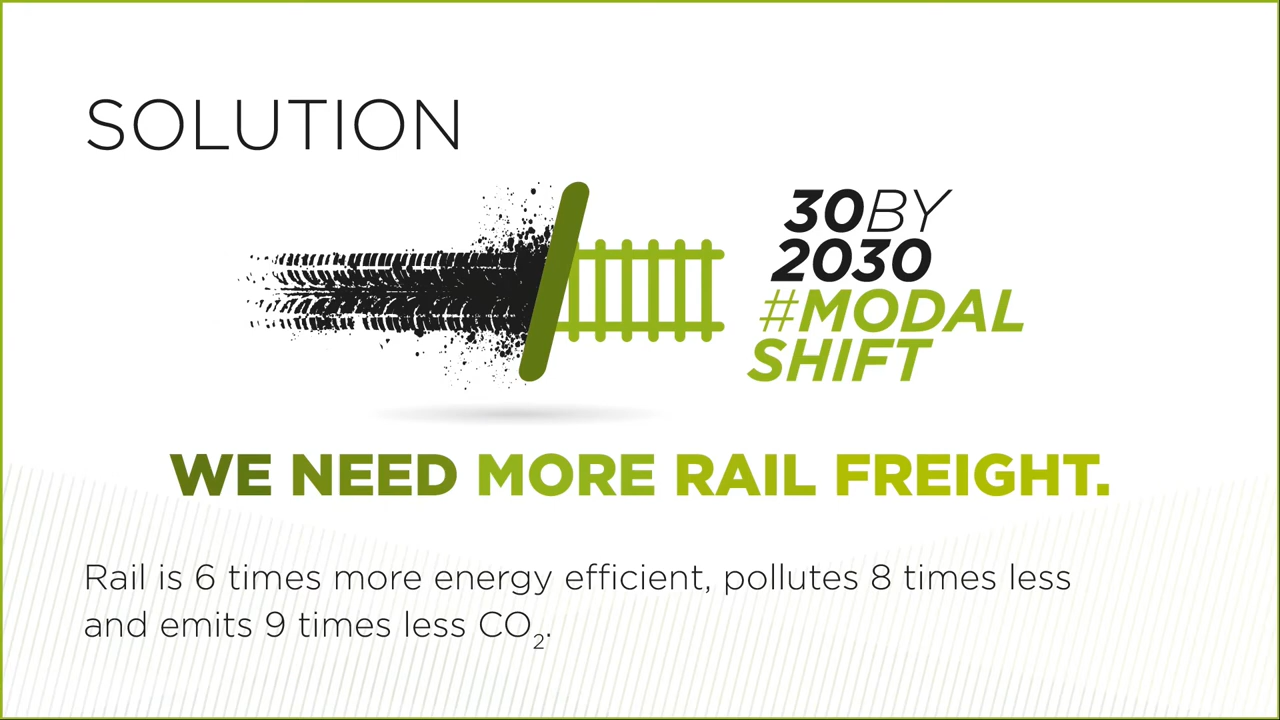 SOLUTION
30BY
2030
#MODAL
SHIFT
WE NEED MORE RAIL FREIGHT.
Rail is 6 times more energy efficient, pollutes 8 times less
and emits 9 times less CO₂.